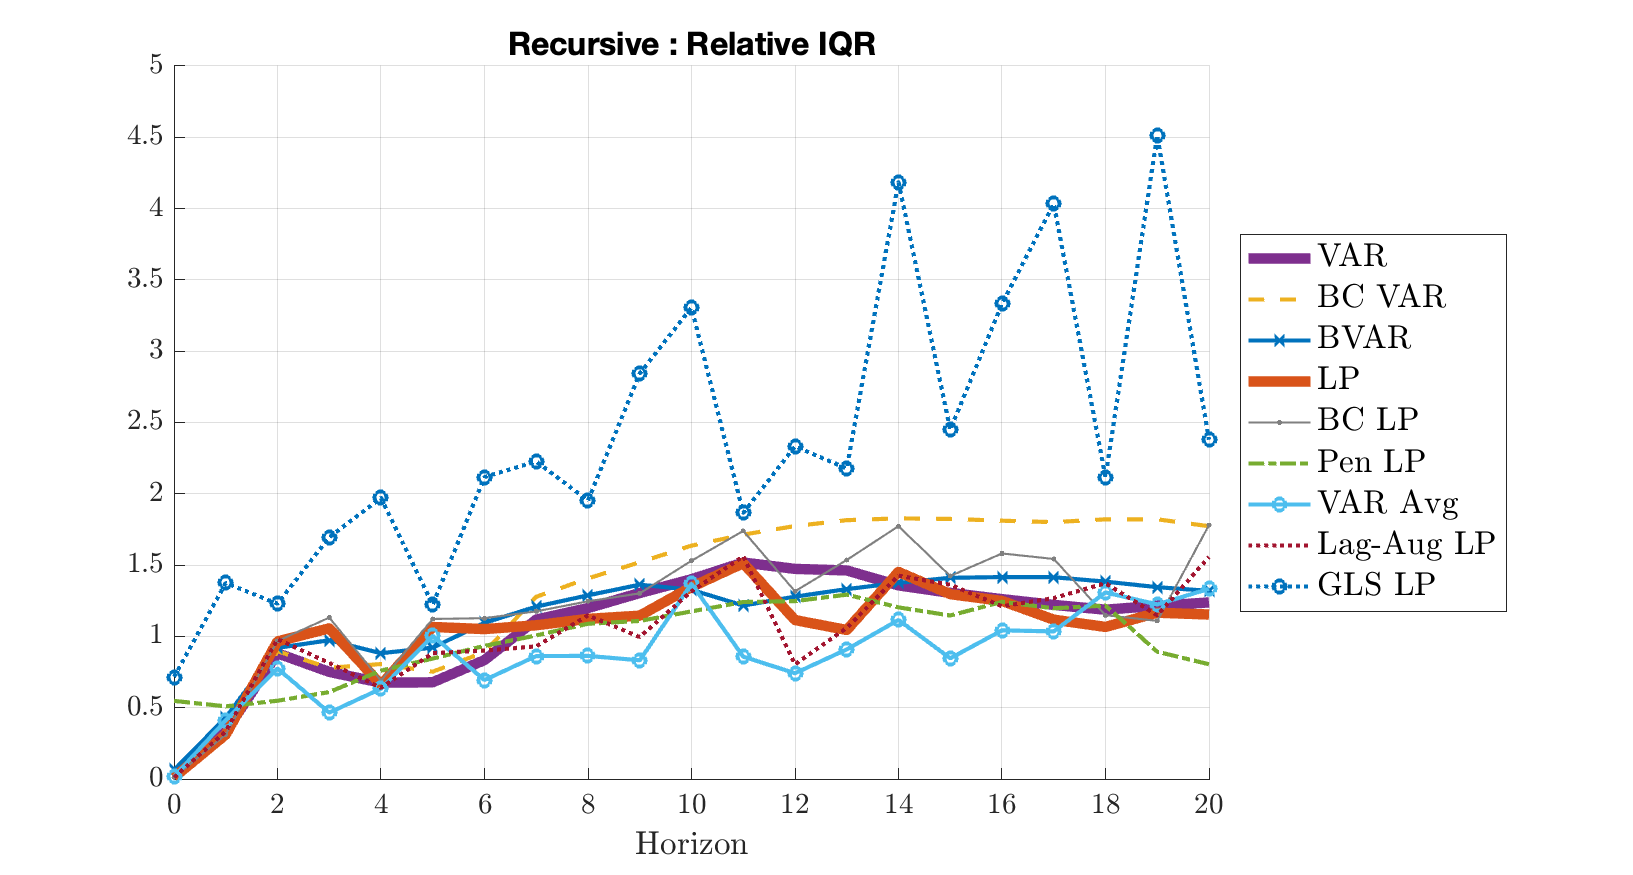 Recursive : Relative IQR
5
4.5
4
3.5
3
2.5
2
1.5
1
0.5
0
0 2 4 6 8 10 12 14 16 18 20
Horizon
VAR
BC VAR
BVAR
LP
BC LP
Pen LP
VAR Avg
Lag-Aug LP
GLS LP